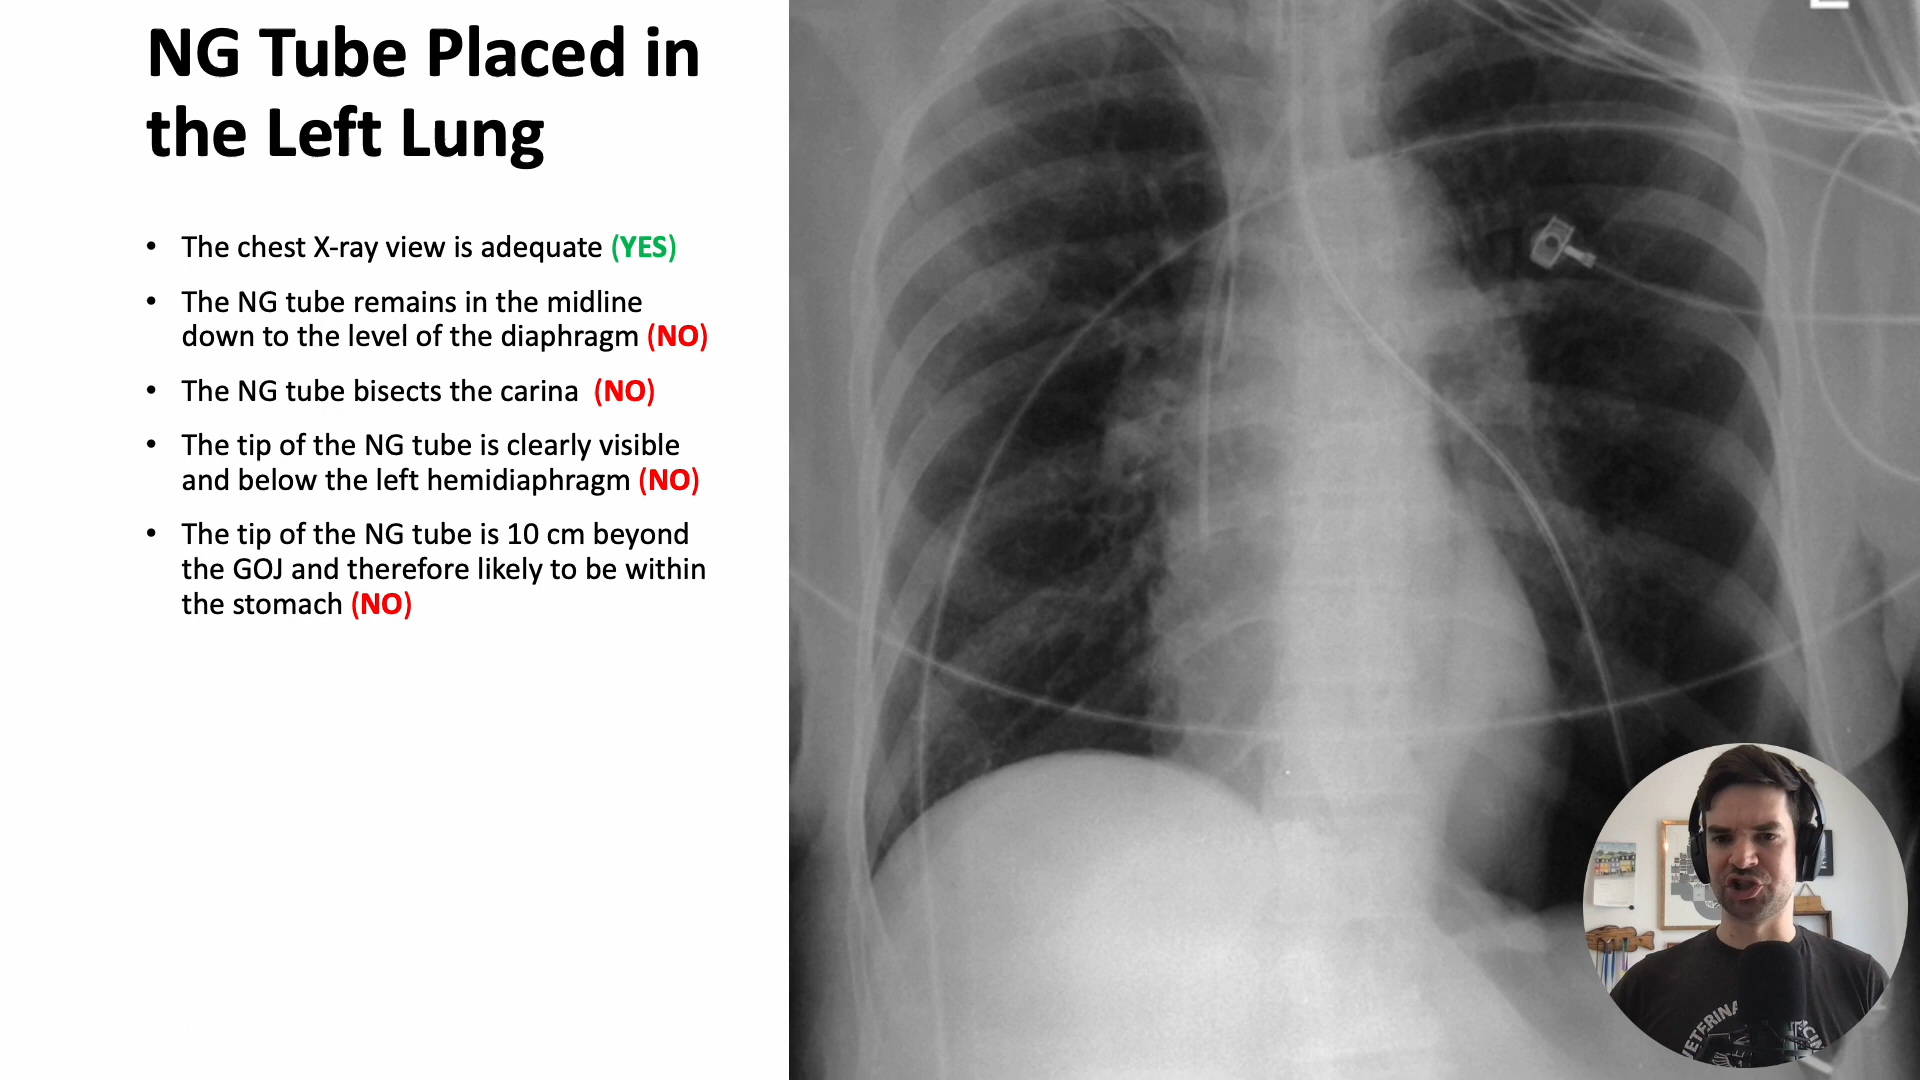 NG Tube Placed in
the Left Lung
• The chest X-ray view is adequate (YES)
• The NG tube remains in the midline
down to the level of the diaphragm (NO)
• The NG tube bisects the carina (NO)
• The tip of the NG tube is clearly visible
and below the left hemidiaphragm (NO)
• The tip of the NG tube is 10 cm beyond
the GOJ and therefore likely to be within
the stomach (NO)